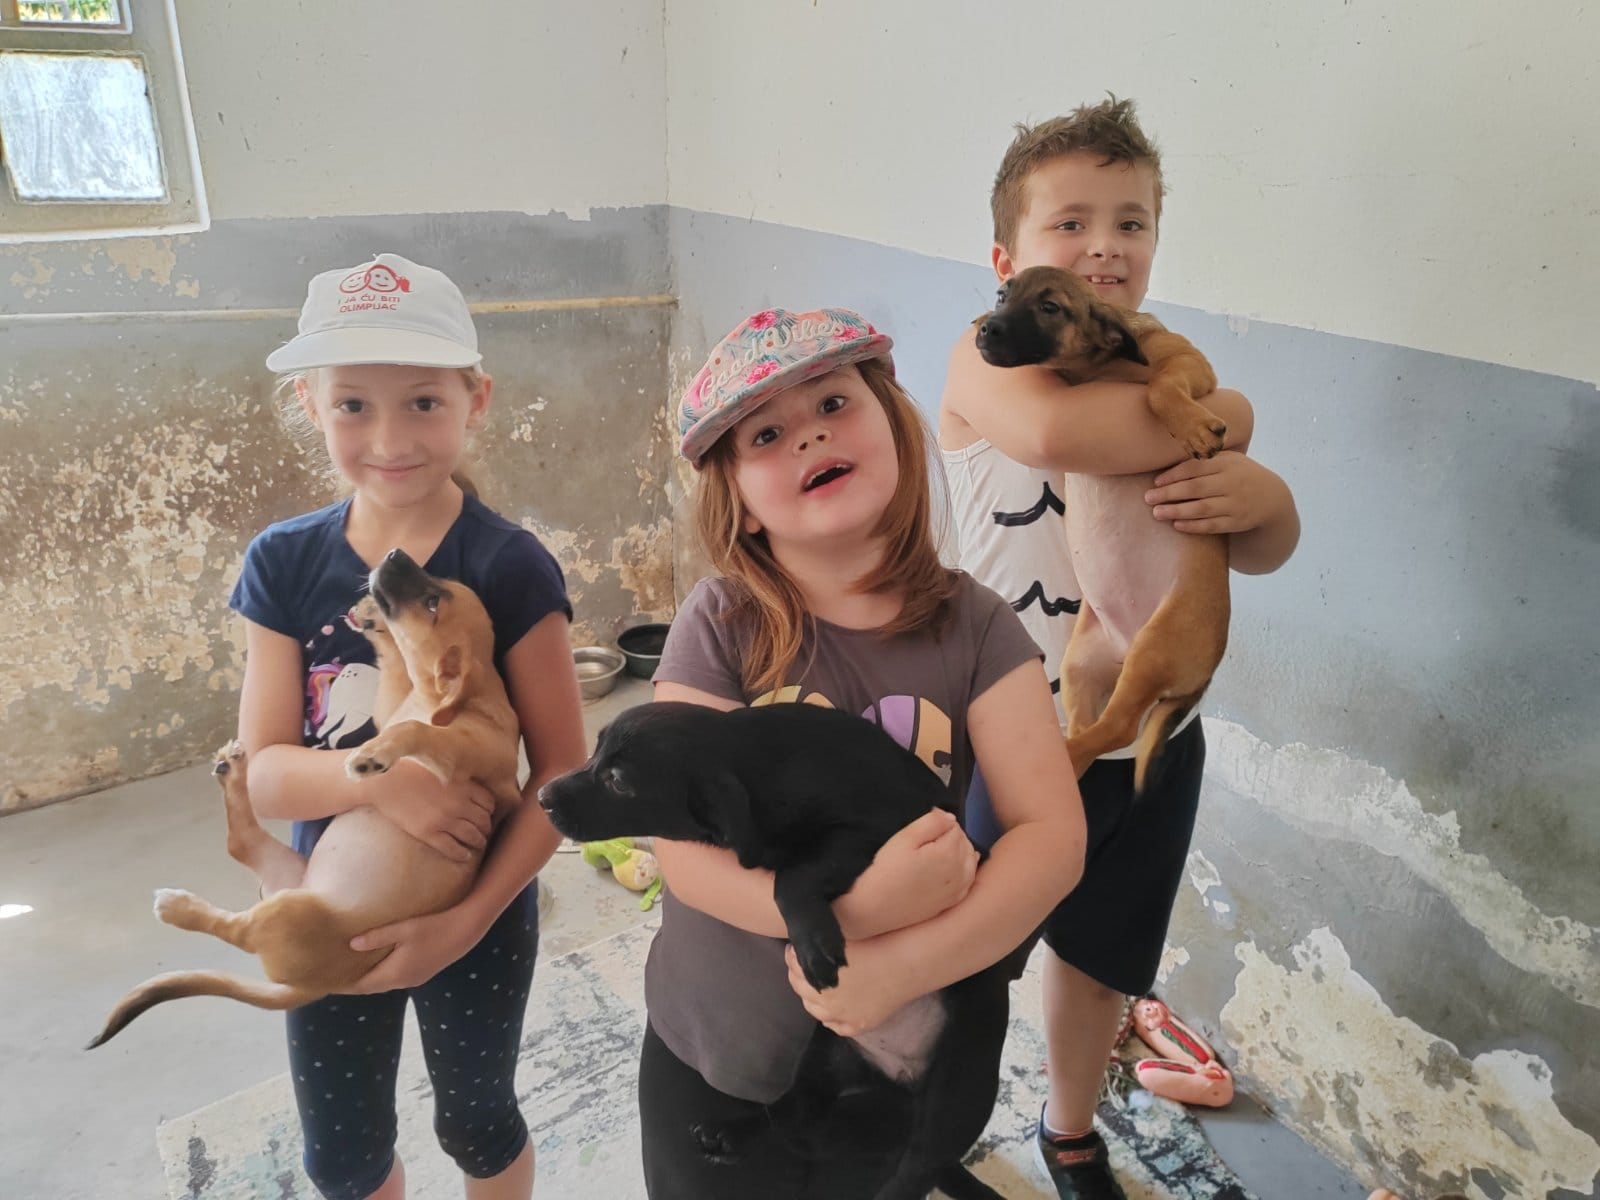 I JA ĆU BITI
OLIMPIJAC
Good Vibes